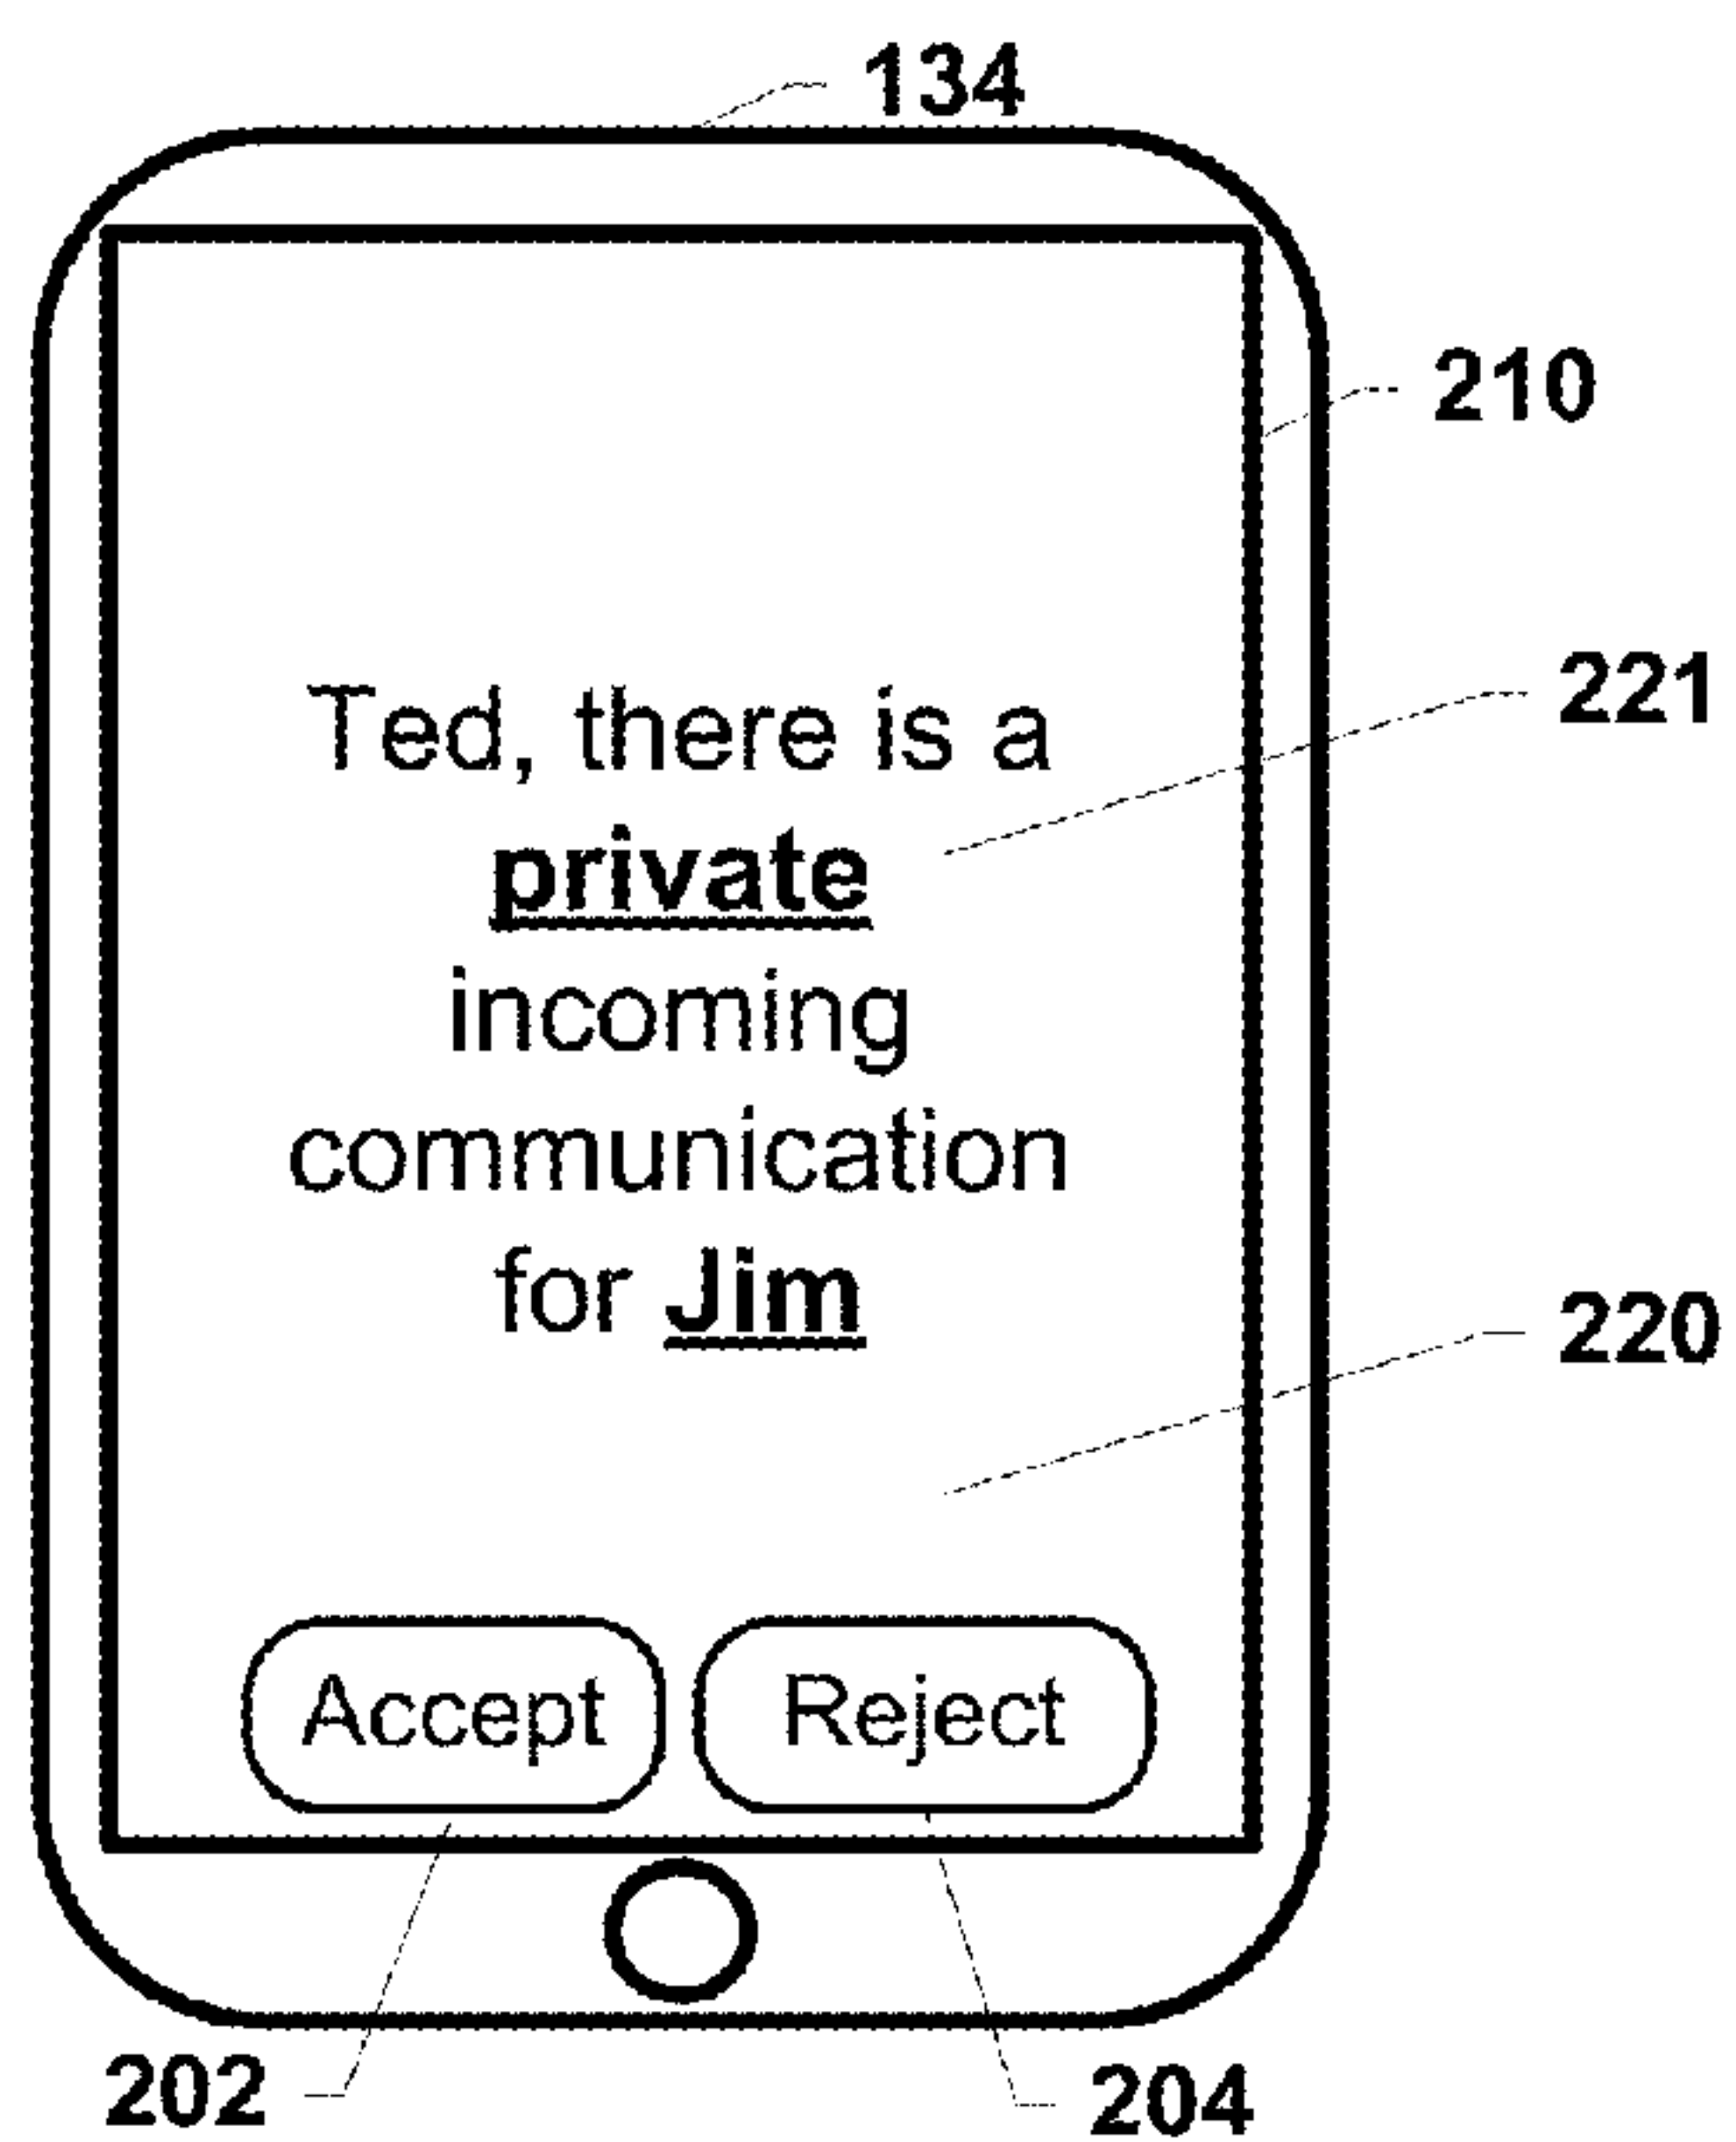 134
210
Ted, there is a
221
private
incoming
communication
for Jim
220
Accept Reject
202 204